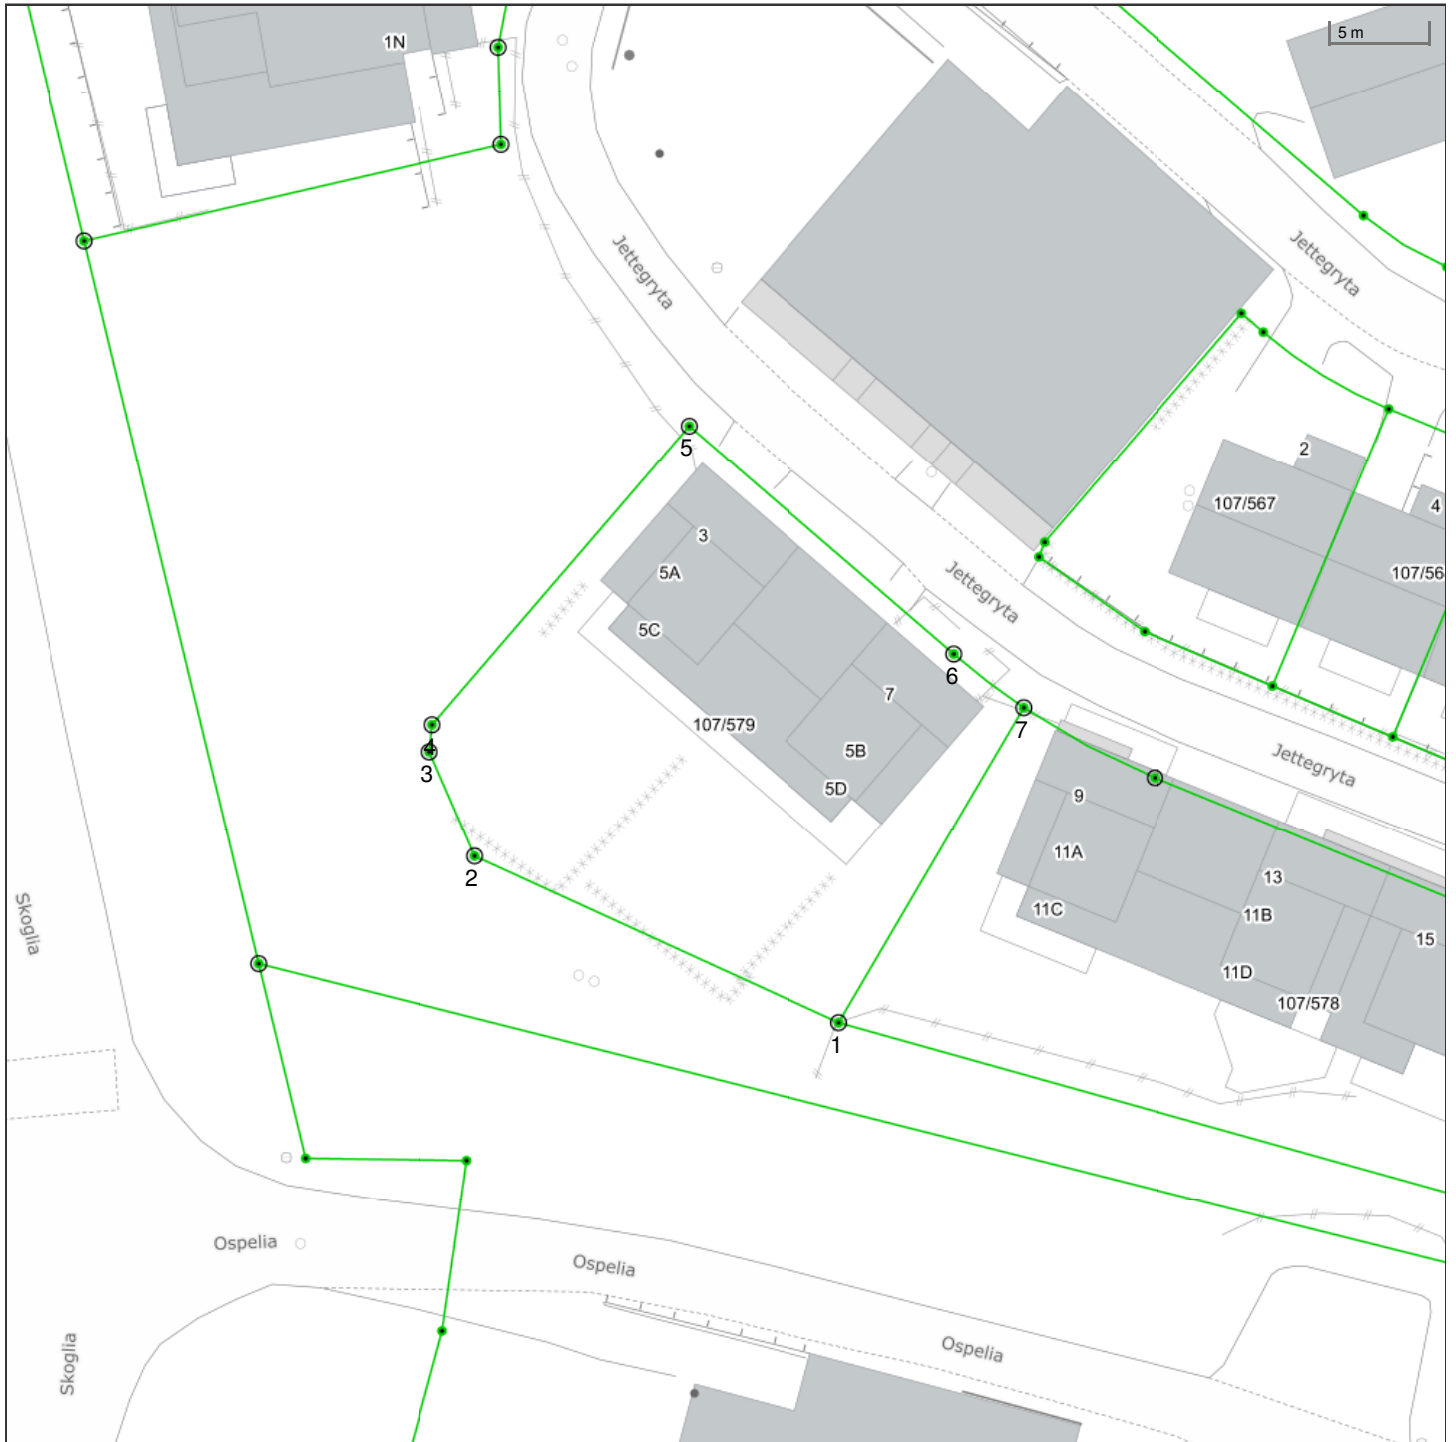 1N
5 m
Jettegryta
Jettegryta
5
2
107/567
4
3
5A
107/56
Jettegryta
5C
6
7
107/579
7
4
5B
Jettegryta
3
5D
9
11A
2
13
11C
11B
Skoglia
15
11D
107/578
1
Ospelia
Ospelia
Skoglia
Ospelia